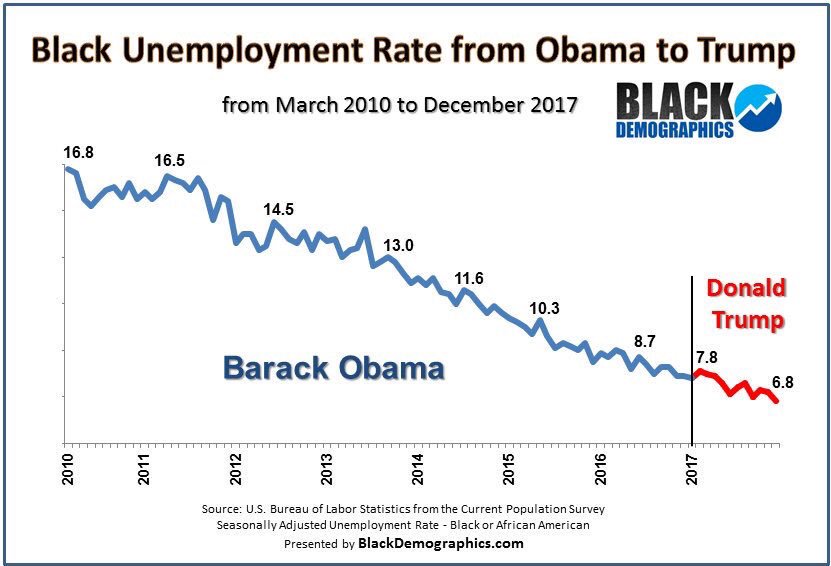 Black Unemployment Rate from Obama to Trump
from March 2010 to December 2017
BLACK
DEMOGRAPHICS
16.8
16.5
14.5
13.0
11.6
10.3
8.7
7.8
6.8
Donald
Trump
Barack Obama
2010
2011
2012
2013
2014
2015
2016
2017
Source: U.S. Bureau of Labor Statistics from the Current Population Survey
Seasonally Adjusted Unemployment Rate - Black or African American
Presented by BlackDemographics.com